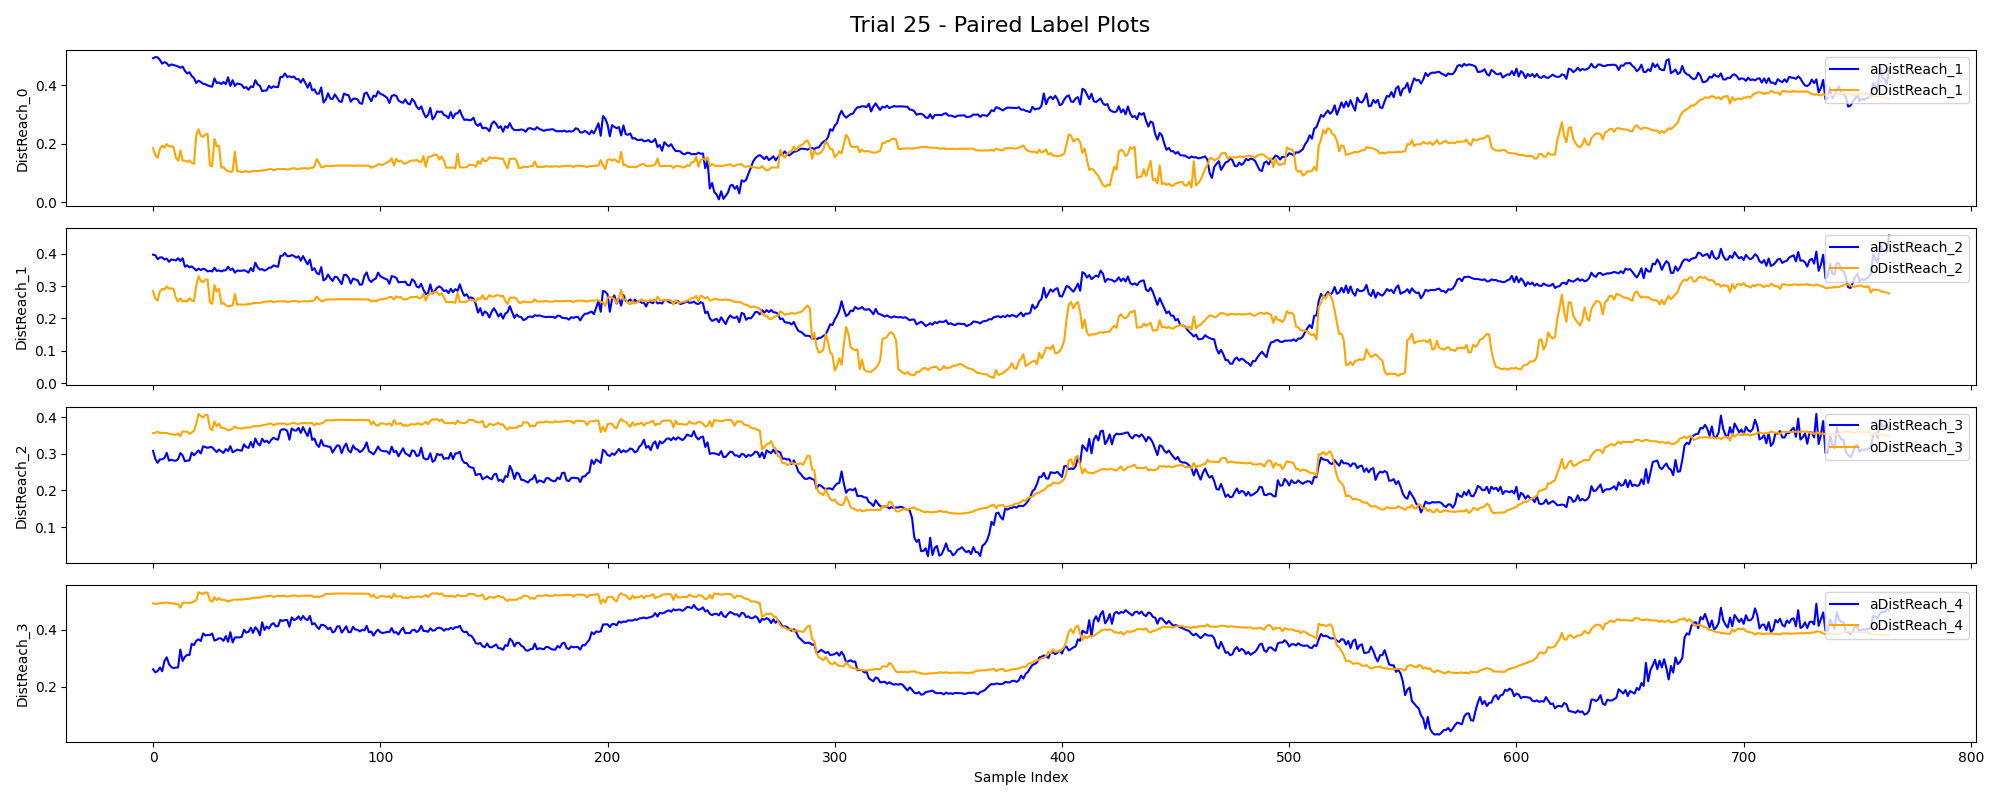 Trial 25 - Paired Label Plots
DistReach_0
0.4
0.2
0.0
aDistReach_1
oDistReach_1
DistReach_1
0.4
0.3
0.2
0.1
0.0
aDistReach_2
oDistReach_2
DistReach_2
0.4
0.3
0.2
0.1
aDistReach_3
oDistReach_3
DistReach_3
0.4
0.2
aDistReach_4
oDistReach_4
0 100 200 300 400 500 600 700 800
Sample Index